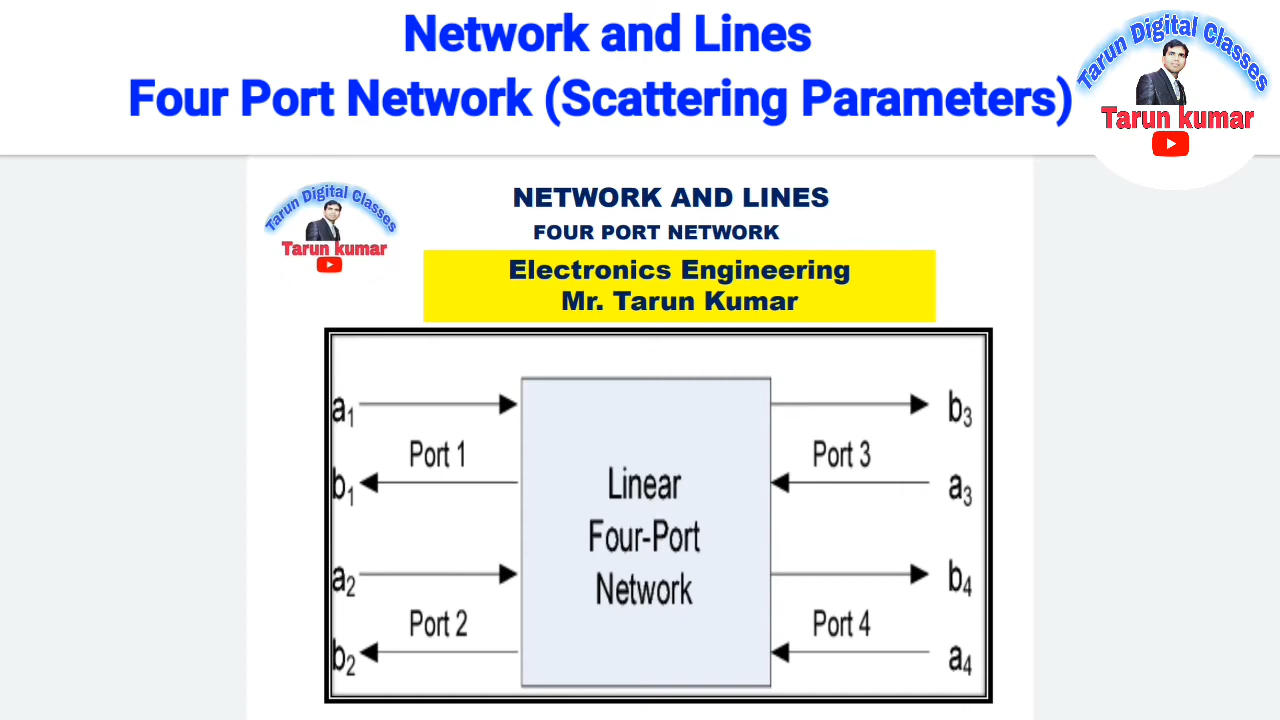 Network and Lines
Four Port Network (Scattering Parameters)
Tarun Digital Classes
Tarun kumar
Tarun Digital Classes
Tarun kumar
NETWORK AND LINES
FOUR PORT NETWORK
Electronics Engineering
Mr. Tarun Kumar
a1
b3
Port 1
Port 3
b1
a3
Linear
Four-Port
Network
a2
b4
Port 2
Port 4
b2
a4